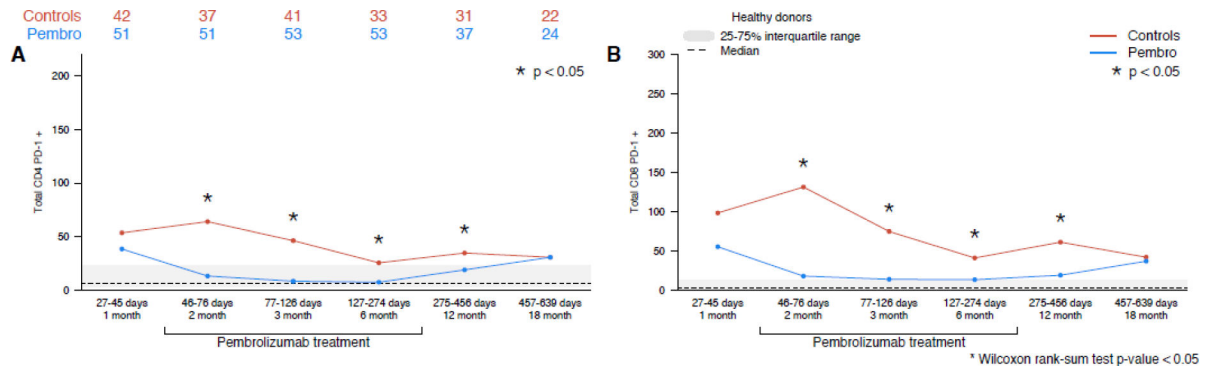 Controls 42 37 41 33 31 22
Pembro 51 51 53 53 37 24
A
* p < 0.05
Total CD4 PD-1 +
200
150
100
50
0
27-45 days 46-76 days 77-126 days 127-274 days 275-456 days 457-639 days
1 month 2 month 3 month 6 month 12 month 18 month
Pembrolizumab treatment
Healthy donors
25-75% interquartile range
Median
B
Controls
Pembro
* p < 0.05
Total CD8 PD-1 +
300
250
200
150
100
50
0
27-45 days 46-76 days 77-126 days 127-274 days 275-456 days 457-639 days
1 month 2 month 3 month 6 month 12 month 18 month
Pembrolizumab treatment
* Wilcoxon rank-sum test p-value < 0.05